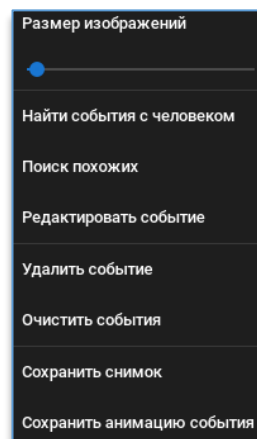 Размер изображений
Найти события с человеком
Поиск похожих
Редактировать событие
Удалить событие
Очистить события
Сохранить снимок
Сохранить анимацию события